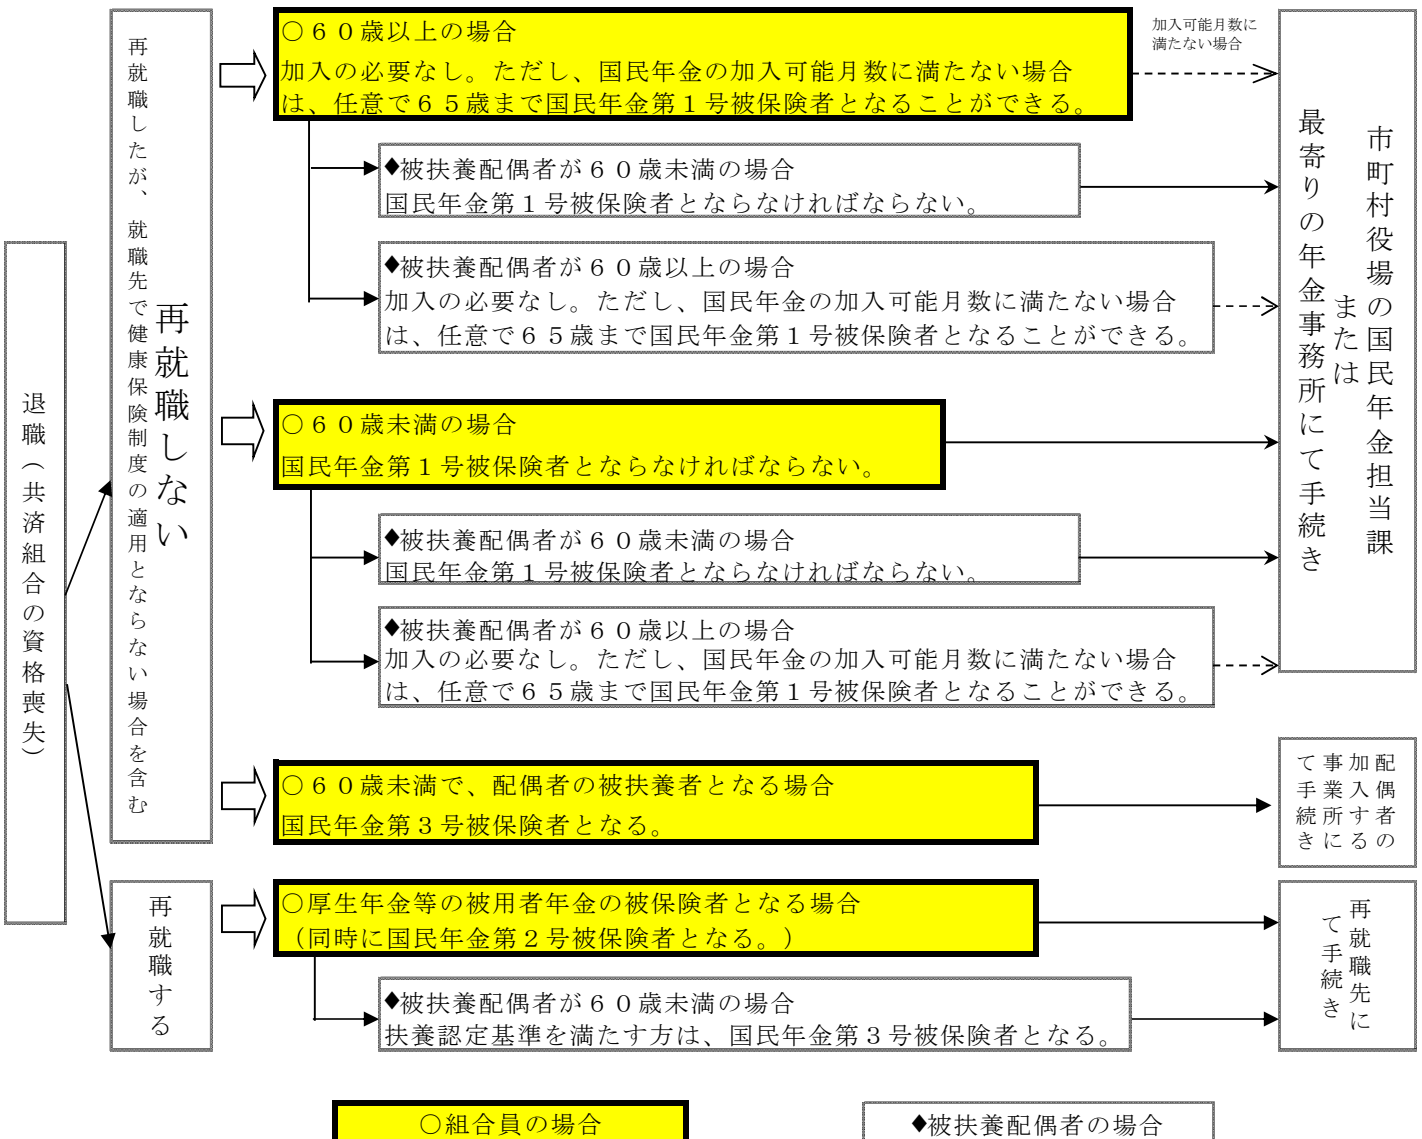 退職（共済組合の資格喪失）
再就職しない
再就職したが、就職先で健康保険制度の適用とならない場合を含む
〇６０歳以上の場合
加入の必要なし。ただし、国民年金の加入可能月数に満たない場合
は、任意で６５歳まで国民年金第１号被保険者となることができる。
加入可能月数に
満たない場合
♦被扶養配偶者が６０歳未満の場合
国民年金第１号被保険者とならなければならない。
♦被扶養配偶者が６０歳以上の場合
加入の必要なし。ただし、国民年金の加入可能月数に満たない場合
は、任意で６５歳まで国民年金第１号被保険者となることができる。
〇６０歳未満の場合
国民年金第１号被保険者とならなければならない。
♦被扶養配偶者が６０歳未満の場合
国民年金第１号被保険者とならなければならない。
♦被扶養配偶者が６０歳以上の場合
加入の必要なし。ただし、国民年金の加入可能月数に満たない場合
は、任意で６５歳まで国民年金第１号被保険者となることができる。
市町村役場の国民年金担当課
または
最寄りの年金事務所にて手続き
〇６０歳未満で、配偶者の被扶養者となる場合
国民年金第３号被保険者となる。
配偶者の
加入する
事業所に
て手続き
再就職する
〇厚生年金等の被用者年金の被保険者となる場合
（同時に国民年金第２号被保険者となる。）
♦被扶養配偶者が６０歳未満の場合
扶養認定基準を満たす方は、国民年金第３号被保険者となる。
再就職先に
て手続き
〇組合員の場合
♦被扶養配偶者の場合